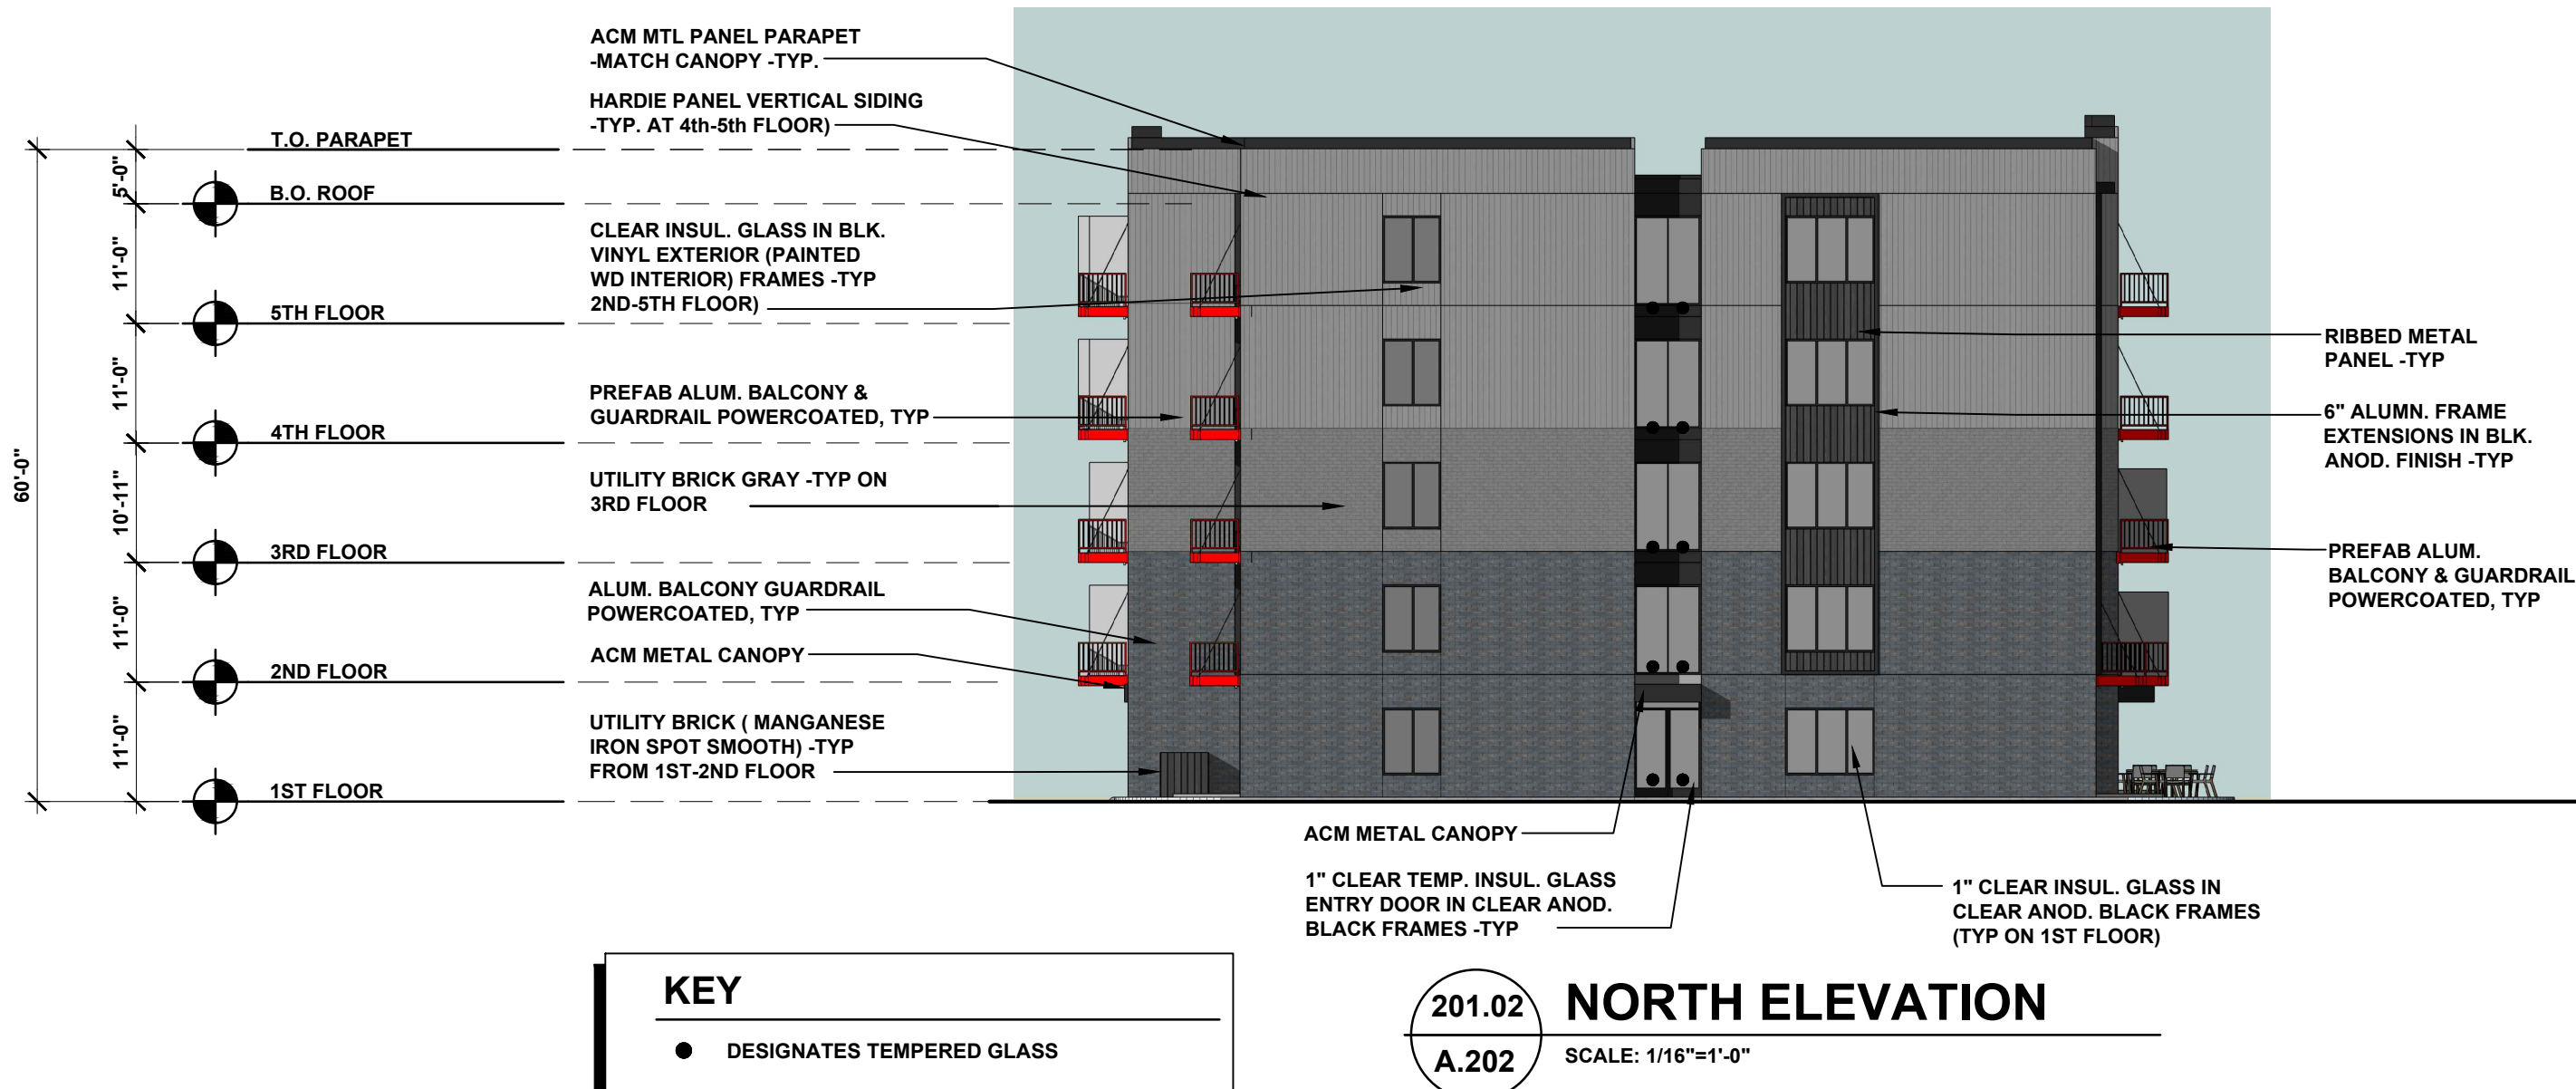 ACM MTL PANEL PARAPET
-MATCH CANOPY -TYP.
HARDIE PANEL VERTICAL SIDING
-TYP. AT 4th-5th FLOOR)
T.O. PARAPET
5'-0"
B.O. ROOF
CLEAR INSUL. GLASS IN BLK.
VINYL EXTERIOR (PAINTED
WD INTERIOR) FRAMES -TYP
2ND-5TH FLOOR)
11'-0"
5TH FLOOR
RIBBED METAL
PANEL -TYP
11'-0"
PREFAB ALUM. BALCONY &
GUARDRAIL POWERCOATED, TYP
6" ALUMN. FRAME
EXTENSIONS IN BLK.
ANOD. FINISH -TYP
4TH FLOOR
60'-0"
10'-11"
UTILITY BRICK GRAY -TYP ON
3RD FLOOR
3RD FLOOR
PREFAB ALUM.
BALCONY & GUARDRAIL
POWERCOATED, TYP
11'-0"
ALUM. BALCONY GUARDRAIL
POWERCOATED, TYP
ACM METAL CANOPY
2ND FLOOR
11'-0"
UTILITY BRICK ( MANGANESE
IRON SPOT SMOOTH) -TYP
FROM 1ST-2ND FLOOR
1ST FLOOR
ACM METAL CANOPY
1" CLEAR TEMP. INSUL. GLASS
ENTRY DOOR IN CLEAR ANOD.
BLACK FRAMES -TYP
1" CLEAR INSUL. GLASS IN
CLEAR ANOD. BLACK FRAMES
(TYP ON 1ST FLOOR)
KEY
DESIGNATES TEMPERED GLASS
201.02
A.202
NORTH ELEVATION
SCALE: 1/16"=1'-0"